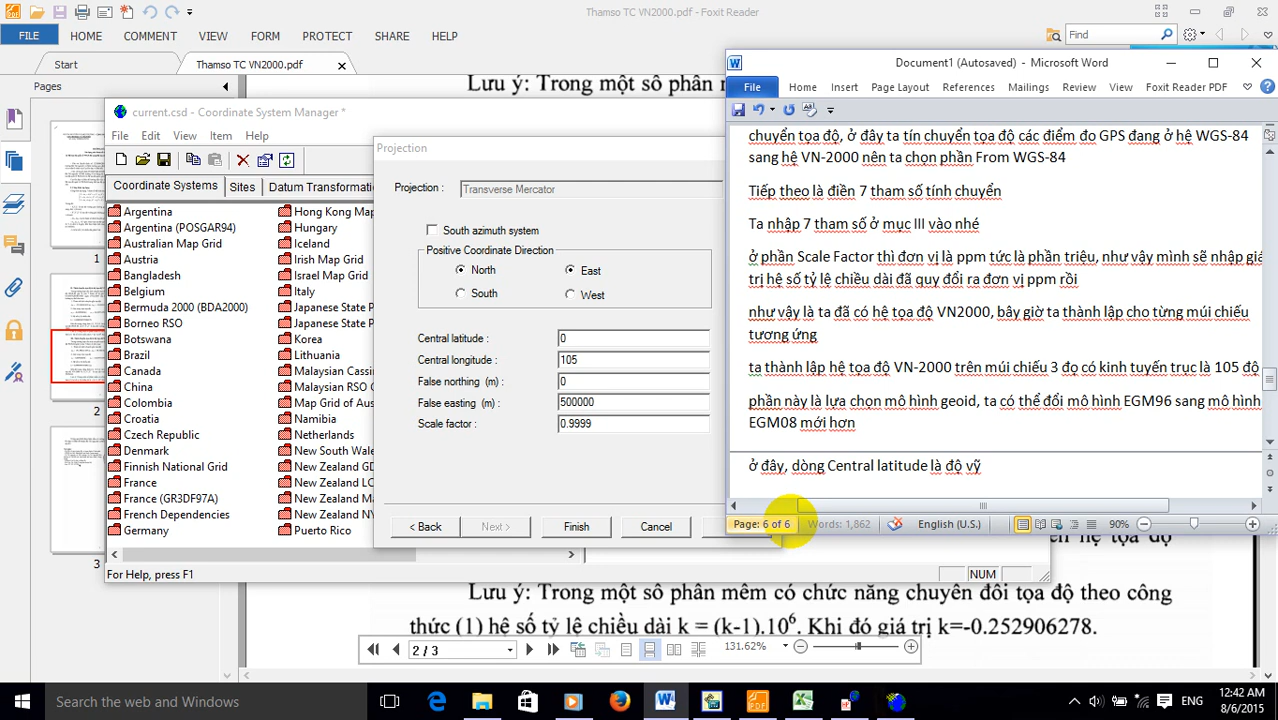 Thamso TC VN2000.pdf - Foxit Reader
FILE HOME COMMENT VIEW FORM PROTECT SHARE HELP
Find
Start Thamso TC VN2000.pdf
Pages
Lưu ý: Trong một số phân
1
2
3
current.csd - Coordinate System Manager *
File Edit View Item Help
Coordinate Systems Sites Datum Transformatio
Argentina
Argentina (POSGAR94)
Australian Map Grid
Austria
Bangladesh
Belgium
Bermuda 2000 (BDA2000)
Borneo RSO
Botswana
Brazil
Canada
China
Colombia
Croatia
Czech Republic
Denmark
Finnish National Grid
France
France (GR3DF97A)
French Dependencies
Germany
Hong Kong Map
Hungary
Iceland
Irish Map Grid
Israel Map Grid
Italy
Japanese State P
Japanese State P
Korea
Lithuania
Malaysian Cassi
Malaysian RSO G
Map Grid of Aus
Namibia
Netherlands
New South Wale
New Zealand GD
New Zealand LC
New Zealand M
Puerto Rico
For Help, press F1
NUM
Projection
Projection : Transverse Mercator
South azimuth system
Positive Coordinate Direction
North East
South West
Central latitude : 0
Central longitude : 105
False northing (m) : 0
False easting (m) : 500000
Scale factor : 0.9999
< Back Next > Finish Cancel
Document1 (Autosaved) - Microsoft Word
File Home Insert Page Layout References Mailings Review View Foxit Reader PDF
chuyển tọa độ, ở đây ta tín chuyên tọa độ các điểm đo GPS đang ở hệ WGS-84
sang hệ VN-2000 nên ta chọn phần From WGS-84
Tiếp theo là điền 7 tham số tính chuyển
Ta nhập 7 tham số ở mục III vào nhé
ở phần Scale Factor thì đơn vị là ppm tức là phần triệu, như vậy mình sẽ nhập giá
trị hệ số tỷ lệ chiều dài đã quy đổi ra đơn vị ppm rồi
như vậy là ta đã có hệ tọa độ VN2000, bây giờ ta thành lập cho từng múi chiếu
tương ứng
ta thành lập hệ tọa độ VN-2000 trên múi chiếu 3 đọ có kinh tuyến trục là 105 độ
phần này là lựa chọn mô hình geoid, ta có thể đổi mô hình EGM96 sang mô hình
EGM08 mới hơn
ở đây, dòng Central latitude là độ vỹ
Page: 6 of 6 Words: 1,862 English (U.S.) 90%
hệ tọa độ
Lưu ý: Trong một số phân mêm có chức năng chuyên đôi tọa độ theo công
thức (1) hệ số tỷ lệ chiều dài k = (k-1).10⁶. Khi đó giá trị k=-0.252906278.
2 / 3 131.62%
Search the web and Windows
ENG
12:42 AM
8/6/2015